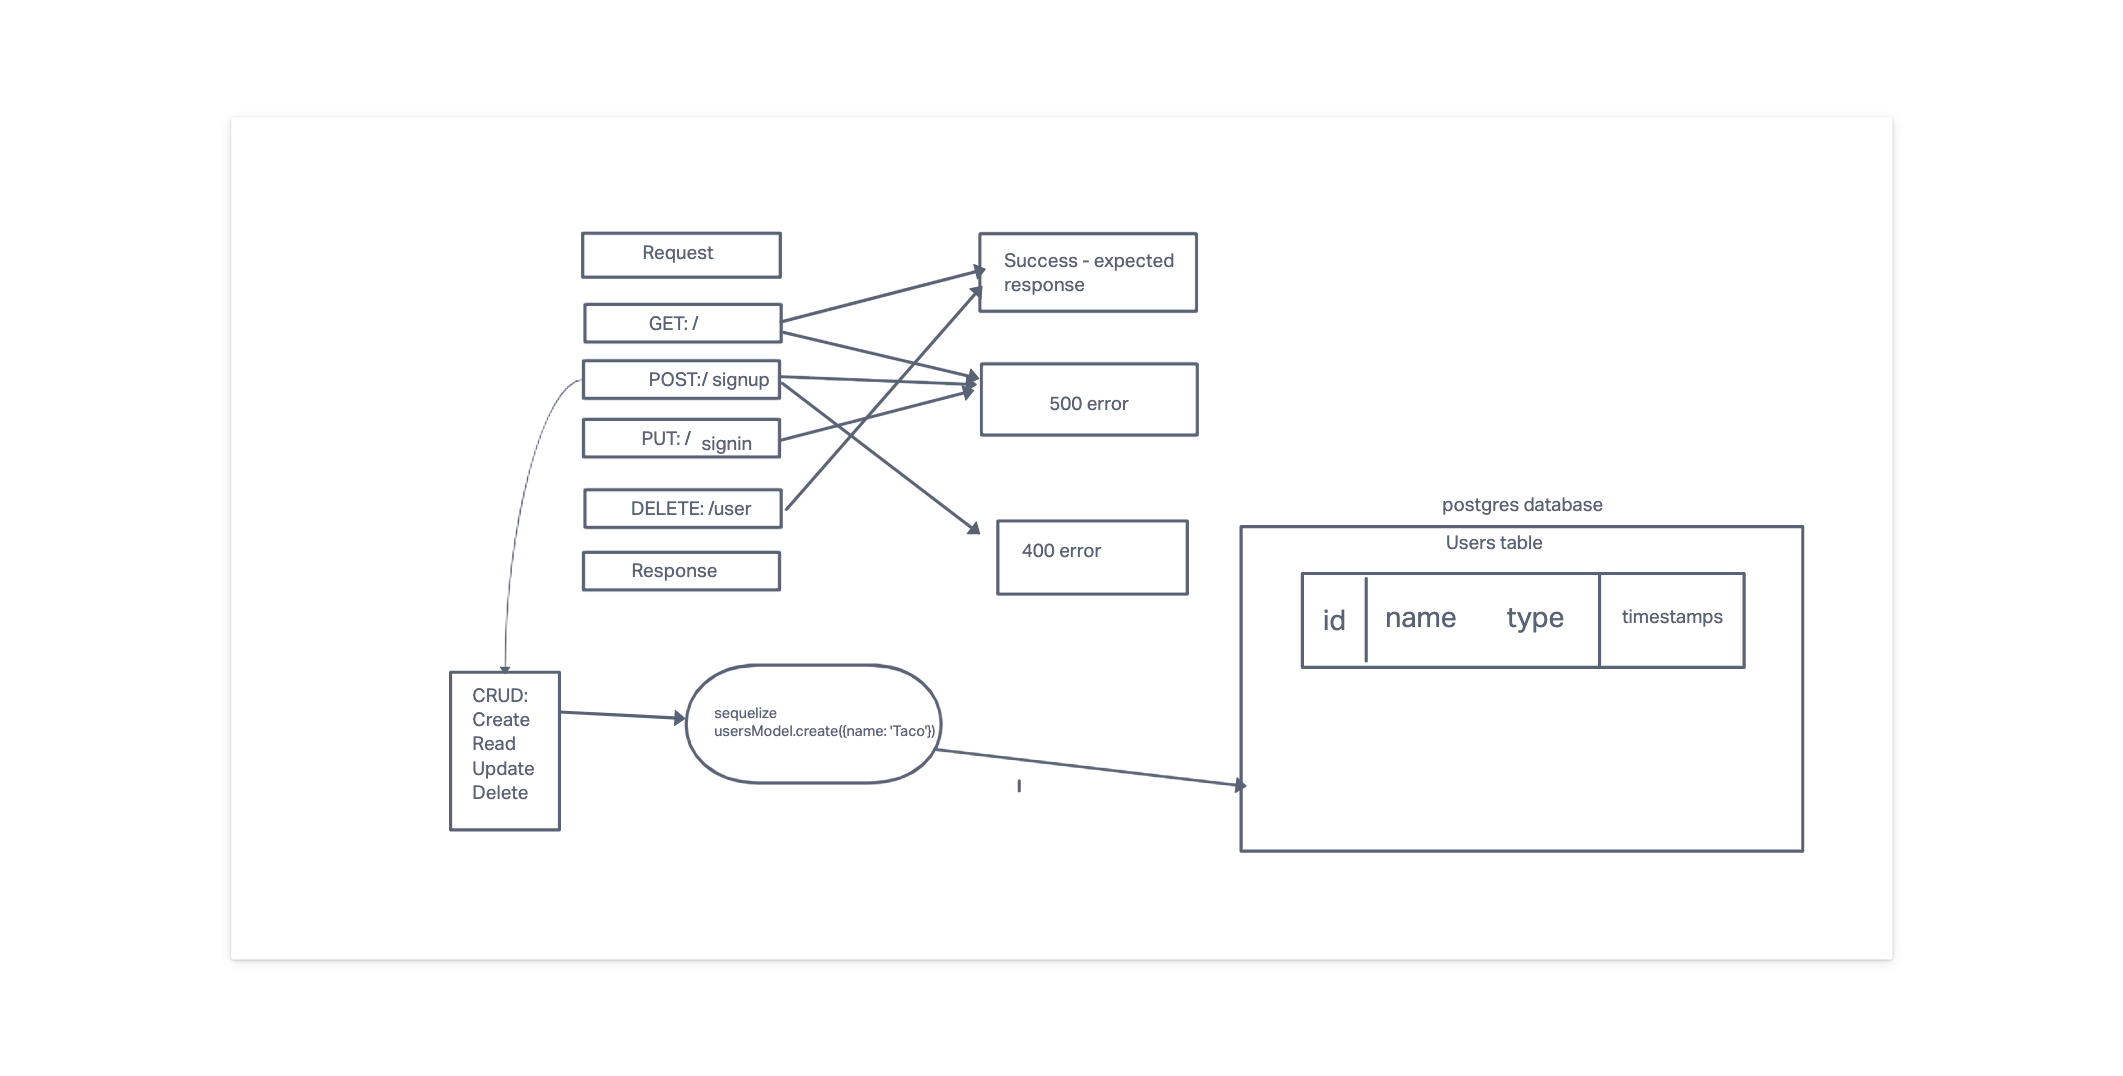 Request
Success - expected
response
GET: /
POST:/ signup
500 error
PUT: / signin
DELETE: /user
400 error
Response
postgres database
Users table
id name type timestamps
CRUD:
Create
Read
Update
Delete
sequelize
usersModel.create({name: 'Taco'})